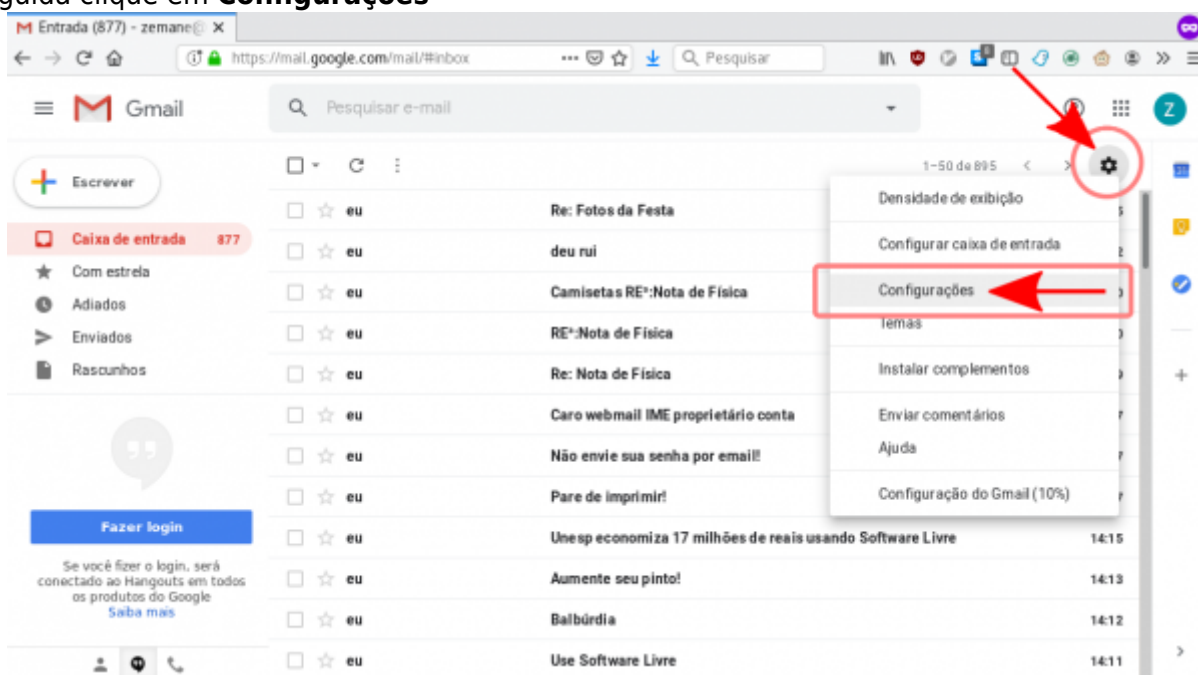 guida clique em Configurações
Entrada (877) - zemane@
https://mail.google.com/mail/#inbox
Pesquisar
Gmail
Pesquisar e-mail
Z
Escrever
1-50 de 895
Caixa de entrada 877
Com estrela
Adiados
Enviados
Rascunhos
eu Re: Fotos da Festa
eu deu rui
eu Camisetas RE*:Nota de Física
eu RE*:Nota de Física
eu Re: Nota de Física
eu Caro webmail IME proprietário conta
eu Não envie sua senha por email!
eu Pare de imprimir!
eu Unesp economiza 17 milhões de reais usando Software Livre 14:15
eu Aumente seu pinto! 14:13
eu Balbúrdia 14:12
eu Use Software Livre 14:11
Densidade de exibição
Configurar caixa de entrada
Configurações
Temas
Instalar complementos
Enviar comentários
Ajuda
Configuração do Gmail (10%)
Fazer login
Se você fizer o login, será
conectado ao Hangouts em todos
os produtos do Google
Saiba mais